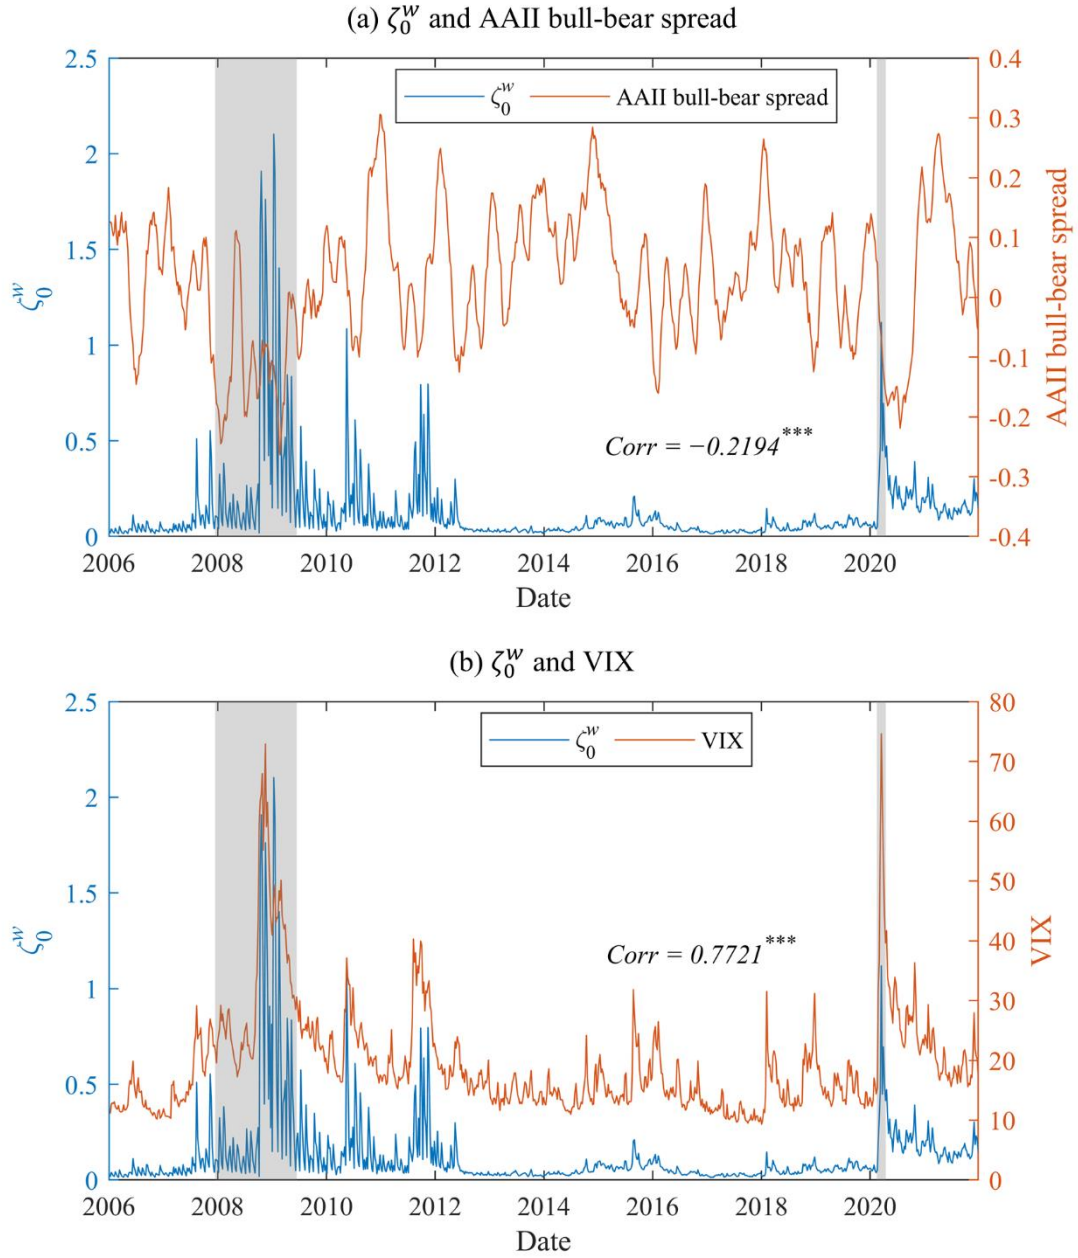 (a) ζ₀ʷ and AAII bull-bear spread
ζ₀ʷ AAII bull-bear spread
2.5
2
1.5
1
0.5
0
ζ₀ʷ
0.4
0.3
0.2
0.1
0
-0.1
-0.2
-0.3
-0.4
AAII bull-bear spread
Corr = −0.2194***
2006 2008 2010 2012 2014 2016 2018 2020
Date
(b) ζ₀ʷ and VIX
ζ₀ʷ VIX
2.5
2
1.5
1
0.5
0
ζ₀ʷ
80
70
60
50
40
30
20
10
0
VIX
Corr = 0.7721***
2006 2008 2010 2012 2014 2016 2018 2020
Date